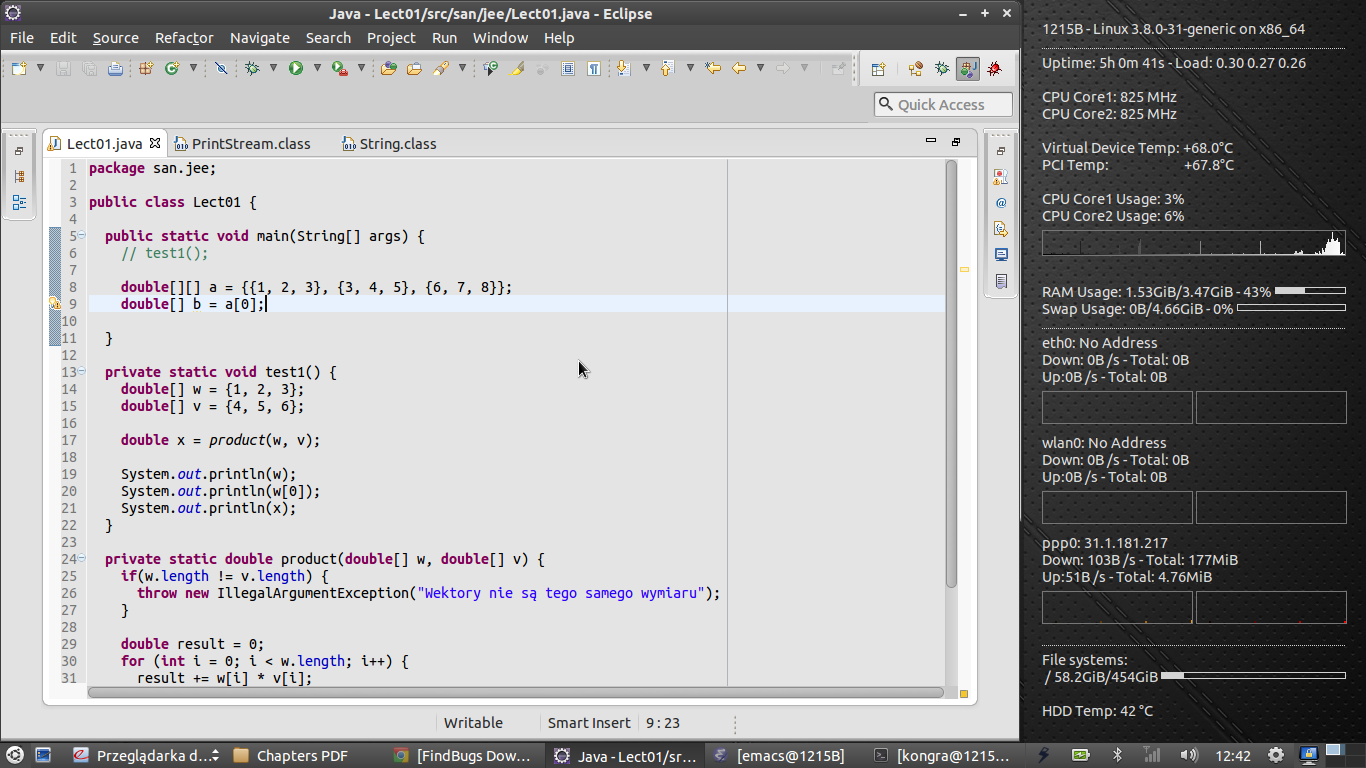 Java - Lect01/src/san/jee/Lect01.java - Eclipse
File Edit Source Refactor Navigate Search Project Run Window Help
Quick Access
Lect01.java PrintStream.class String.class
1 package san.jee;
2
3 public class Lect01 {
4
5 public static void main(String[] args) {
6 // test1();
7
8 double[][] a = {{1, 2, 3}, {3, 4, 5}, {6, 7, 8}};
9 double[] b = a[0];
10
11 }
12
13 private static void test1() {
14 double[] w = {1, 2, 3};
15 double[] v = {4, 5, 6};
16
17 double x = product(w, v);
18
19 System.out.println(w);
20 System.out.println(w[0]);
21 System.out.println(x);
22 }
23
24 private static double product(double[] w, double[] v) {
25 if(w.length != v.length) {
26 throw new IllegalArgumentException("Wektory nie są tego samego wymiaru");
27 }
28
29 double result = 0;
30 for (int i = 0; i < w.length; i++) {
31 result += w[i] * v[i];
Writable Smart Insert 9 : 23
1215B - Linux 3.8.0-31-generic on x86_64
Uptime: 5h 0m 41s - Load: 0.30 0.27 0.26
CPU Core1: 825 MHz
CPU Core2: 825 MHz
Virtual Device Temp: +68.0°C
PCI Temp: +67.8°C
CPU Core1 Usage: 3%
CPU Core2 Usage: 6%
RAM Usage: 1.53GiB/3.47GiB - 43%
Swap Usage: 0B/4.66GiB - 0%
eth0: No Address
Down: 0B /s - Total: 0B
Up:0B /s - Total: 0B
wlan0: No Address
Down: 0B /s - Total: 0B
Up:0B /s - Total: 0B
ppp0: 31.1.181.217
Down: 103B /s - Total: 177MiB
Up:51B /s - Total: 4.76MiB
File systems:
/ 58.2GiB/454GiB
HDD Temp: 42 °C
Przeglądarka d... Chapters PDF [FindBugs Dow... Java - Lect01/sr... [emacs@1215B] [kongra@1215... 12:42